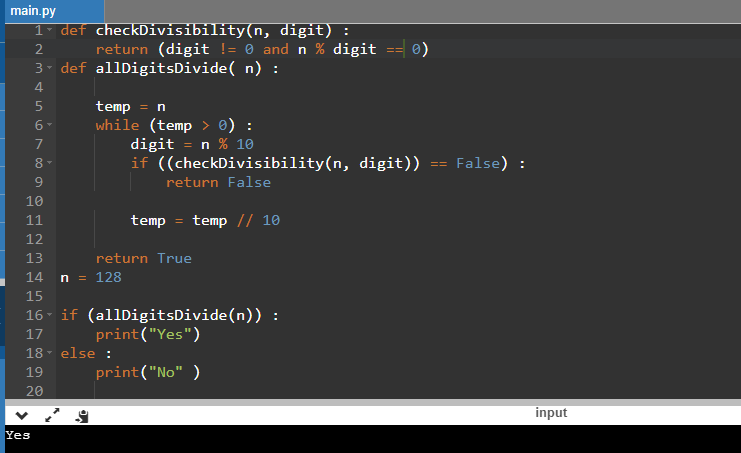 main.py
1 def checkDivisibility(n, digit) :
2     return (digit != 0 and n % digit == 0)
3 def allDigitsDivide( n) :
4
5     temp = n
6     while (temp > 0) :
7         digit = n % 10
8         if ((checkDivisibility(n, digit)) == False) :
9             return False
10
11         temp = temp // 10
12
13     return True
14 n = 128
15
16 if (allDigitsDivide(n)) :
17     print("Yes")
18 else :
19     print("No" )
20
input
Yes